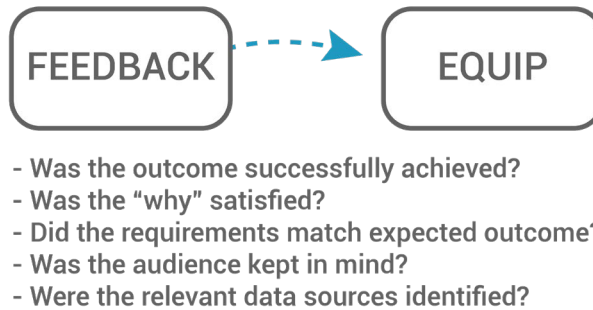 FEEDBACK
EQUIP
- Was the outcome successfully achieved?
- Was the “why” satisfied?
- Did the requirements match expected outcome?
- Was the audience kept in mind?
- Were the relevant data sources identified?